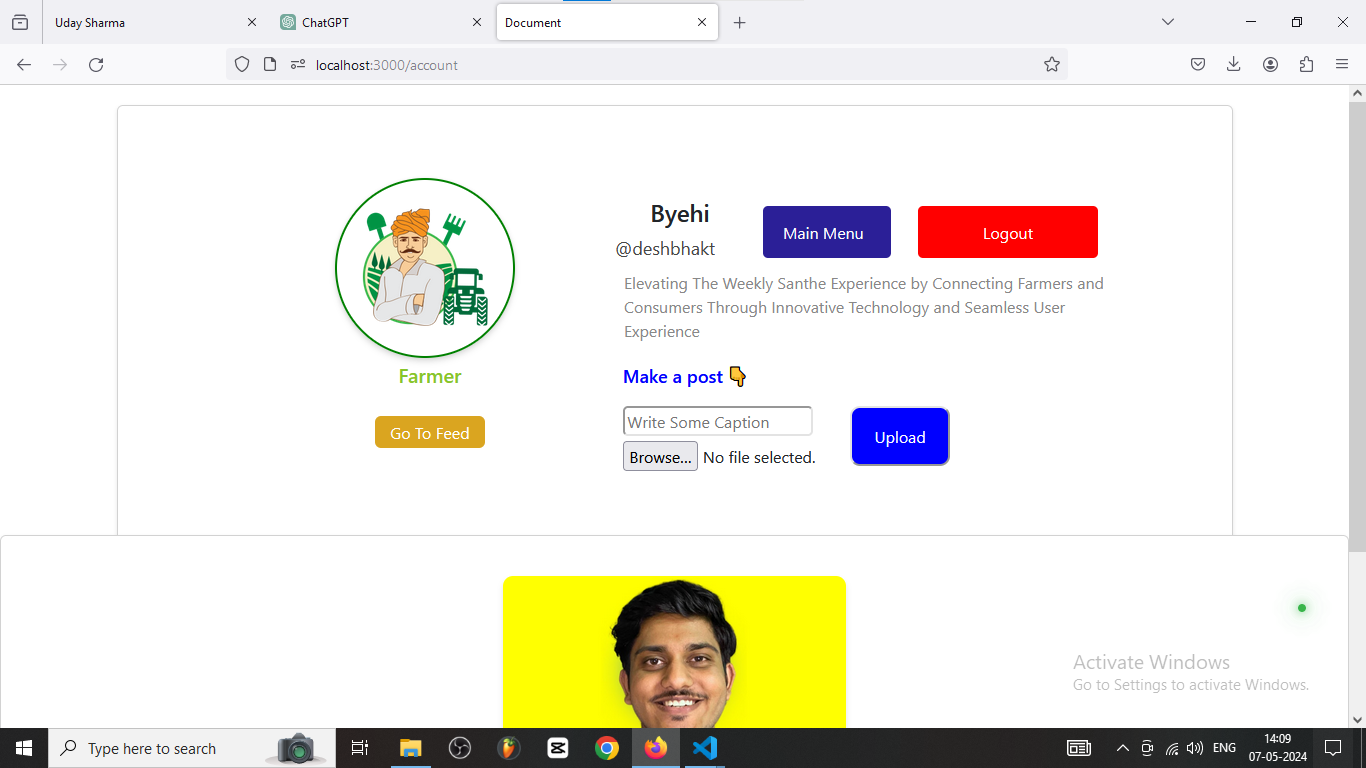 Uday Sharma
ChatGPT
Document
localhost:3000/account
Byehi
@deshbhakt
Main Menu
Logout
Elevating The Weekly Santhe Experience by Connecting Farmers and
Consumers Through Innovative Technology and Seamless User
Experience
Farmer
Go To Feed
Make a post
Write Some Caption
Browse...
No file selected.
Upload
Activate Windows
Go to Settings to activate Windows.
Type here to search
ENG
14:09
07-05-2024